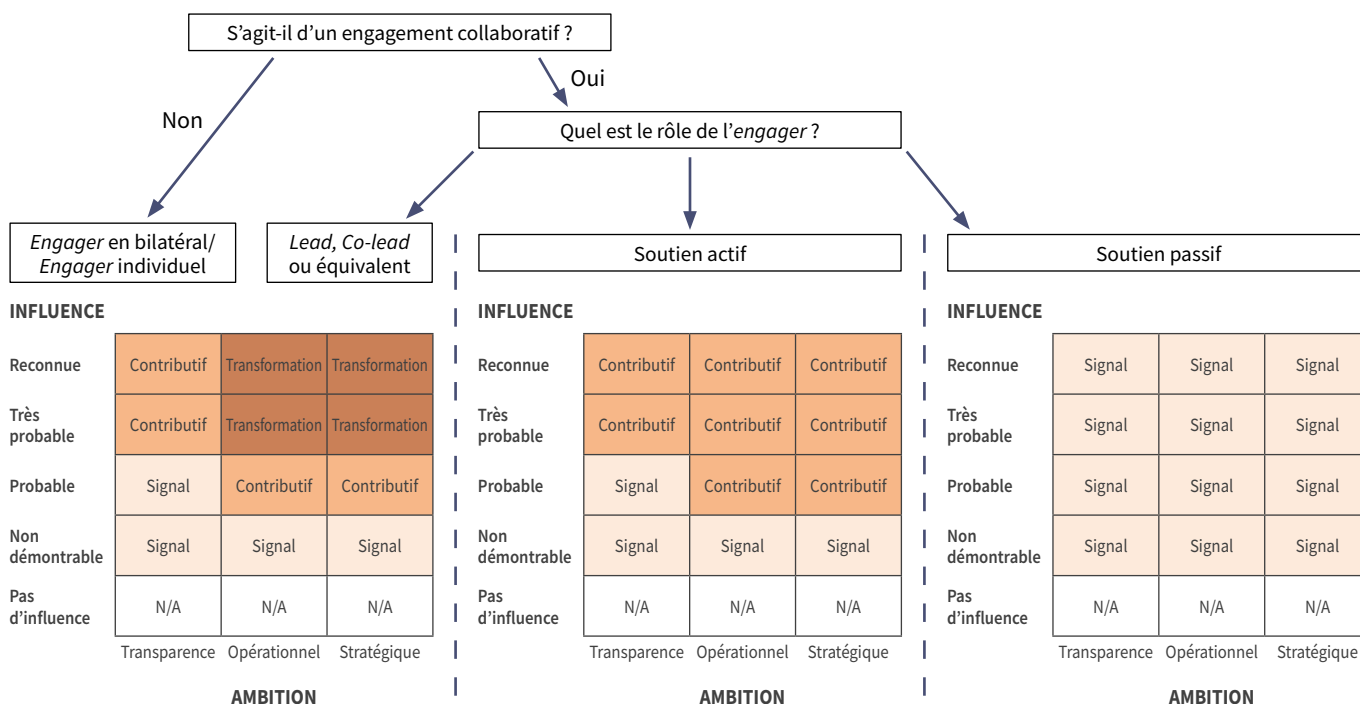 S'agit-il d'un engagement collaboratif ?
Non
Oui
Quel est le rôle de l'engager ?
Engager en bilatéral/
Engager individuel
Lead, Co-lead
ou équivalent
Soutien actif
Soutien passif
INFLUENCE
Reconnue
Contributif
Transformation
Transformation
Très
probable
Contributif
Transformation
Transformation
Probable
Signal
Contributif
Contributif
Non
démontrable
Signal
Signal
Signal
Pas
d'influence
N/A
N/A
N/A
Transparence
Opérationnel
Stratégique
AMBITION
INFLUENCE
Reconnue
Contributif
Contributif
Contributif
Très
probable
Contributif
Contributif
Contributif
Probable
Signal
Contributif
Contributif
Non
démontrable
Signal
Signal
Signal
Pas
d'influence
N/A
N/A
N/A
Transparence
Opérationnel
Stratégique
AMBITION
INFLUENCE
Reconnue
Signal
Signal
Signal
Très
probable
Signal
Signal
Signal
Probable
Signal
Signal
Signal
Non
démontrable
Signal
Signal
Signal
Pas
d'influence
N/A
N/A
N/A
Transparence
Opérationnel
Stratégique
AMBITION